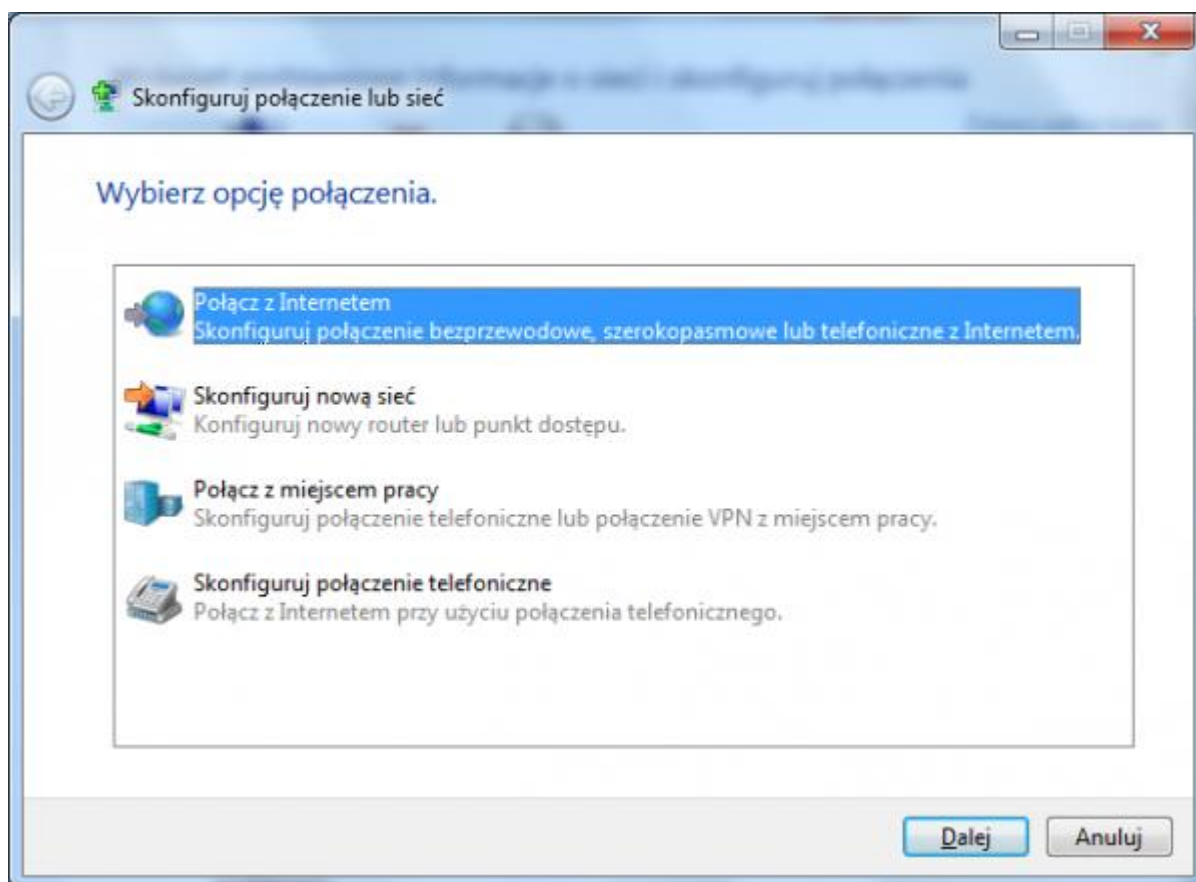 Skonfiguruj połączenie lub sieć
Wybierz opcję połączenia.
Połącz z Internetem
Skonfiguruj połączenie bezprzewodowe, szerokopasmowe lub telefoniczne z Internetem.
Skonfiguruj nową sieć
Konfiguruj nowy router lub punkt dostępu.
Połącz z miejscem pracy
Skonfiguruj połączenie telefoniczne lub połączenie VPN z miejscem pracy.
Skonfiguruj połączenie telefoniczne
Połącz z Internetem przy użyciu połączenia telefonicznego.
Dalej Anuluj